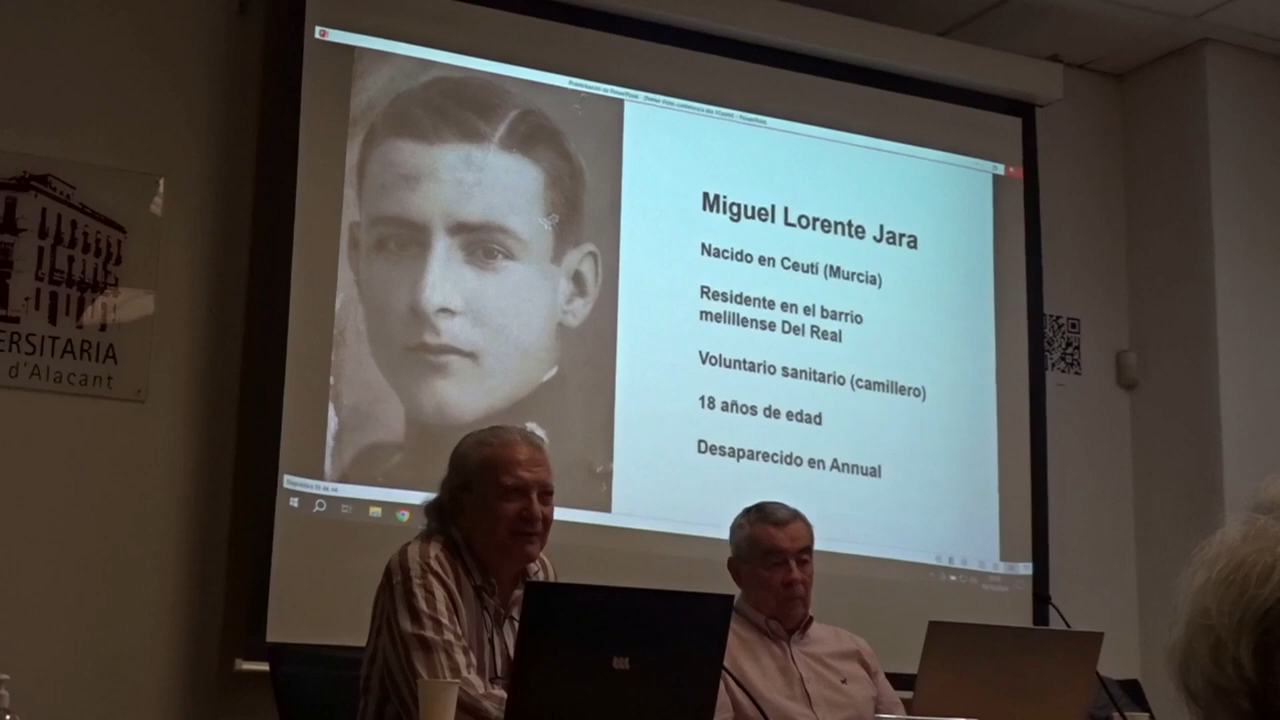 Miguel Lorente Jara
Nacido en Ceutí (Murcia)
Residente en el barrio
melillense Del Real
Voluntario sanitario (camillero)
18 años de edad
Desaparecido en Annual
ERSITARIA
d'Alacant